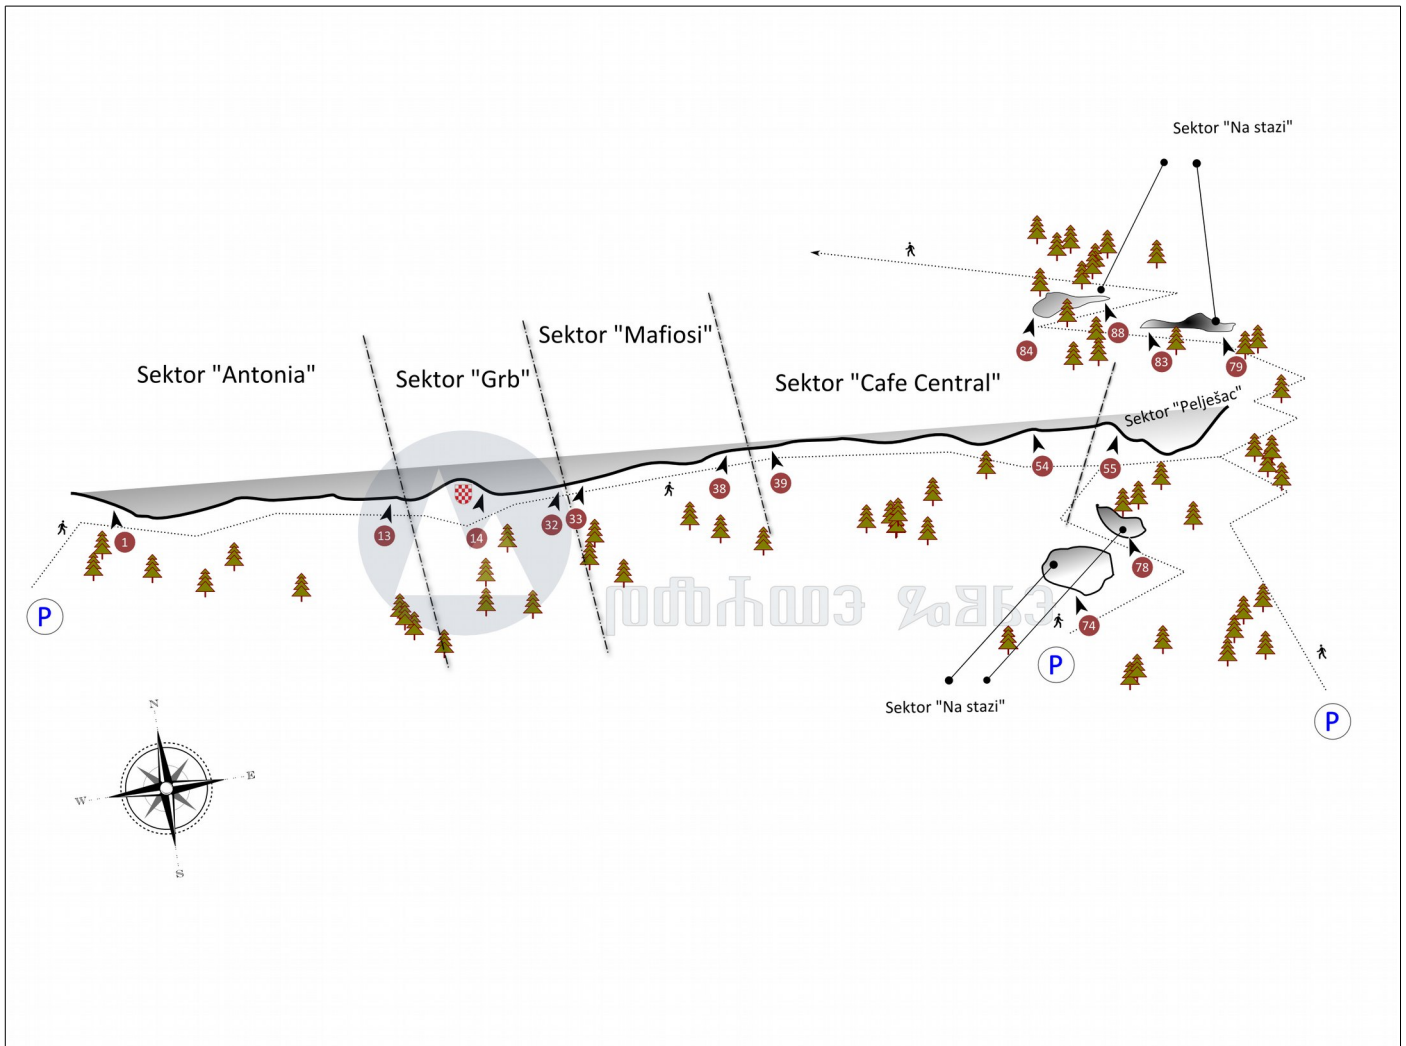 Sektor "Na stazi"
Sektor "Mafiosi"
Sektor "Antonia"
Sektor "Grb"
Sektor "Cafe Central"
Sektor "Pelješac"
84
88
83
79
1
13
14
32
33
38
39
54
55
78
74
P
P
P
Sektor "Na stazi"
N
W
E
S